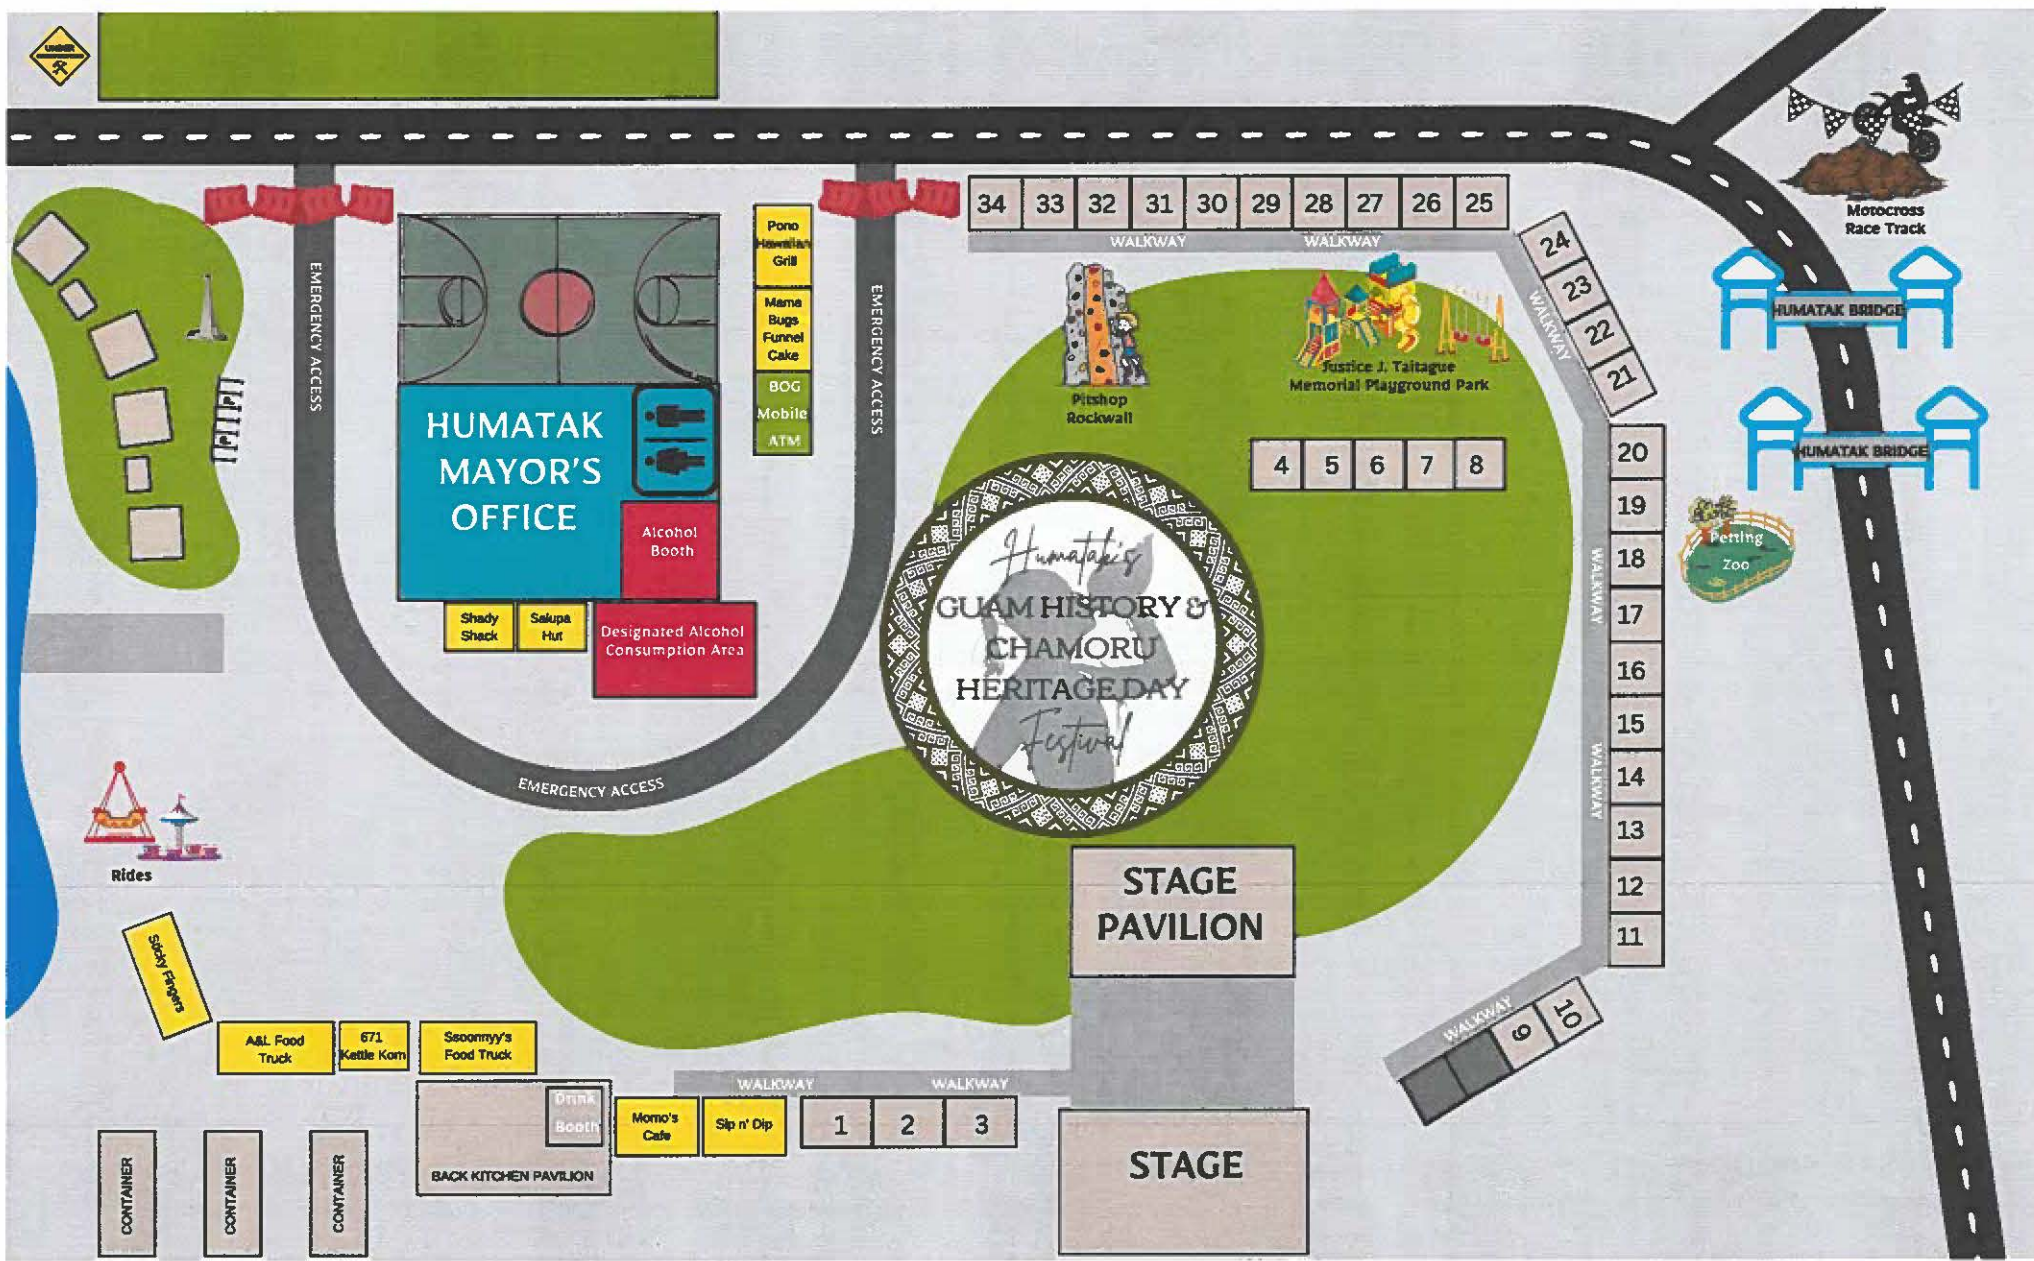 UNDER
34 33 32 31 30 29 28 27 26 25
WALKWAY WALKWAY
Motocross
Race Track
24
23
22
21
WALKWAY
HUMATAK BRIDGE
HUMATAK BRIDGE
Pono
Hawaiian
Grill
Mama
Bugs
Funnel
Cake
BOG
Mobile
ATM
EMERGENCY ACCESS
EMERGENCY ACCESS
EMERGENCY ACCESS
HUMATAK
MAYOR'S
OFFICE
Alcohol
Booth
Shady
Shack
Salupa
Hut
Designated Alcohol
Consumption Area
Pitshop
Rockwall
Justice J. Taitague
Memorial Playground Park
4 5 6 7 8
Humatak's
GUAM HISTORY &
CHAMORU
HERITAGE DAY
Festival
20
19
18
17
16
15
14
13
12
11
WALKWAY
WALKWAY
Petting
Zoo
10
9
WALKWAY
Rides
Sticky Fingers
A&L Food
Truck
671
Kettle Korn
Ssoomyy's
Food Truck
STAGE
PAVILION
WALKWAY WALKWAY
Drink
Booth
BACK KITCHEN PAVILION
Momo's
Cafe
Sip n' Dip
1 2 3
STAGE
CONTAINER
CONTAINER
CONTAINER